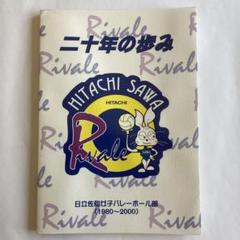 二十年の歩み
HITACHI SAWA
HITACHI
Rivale
日立佐和女子バレーボール部
(1980〜2000)